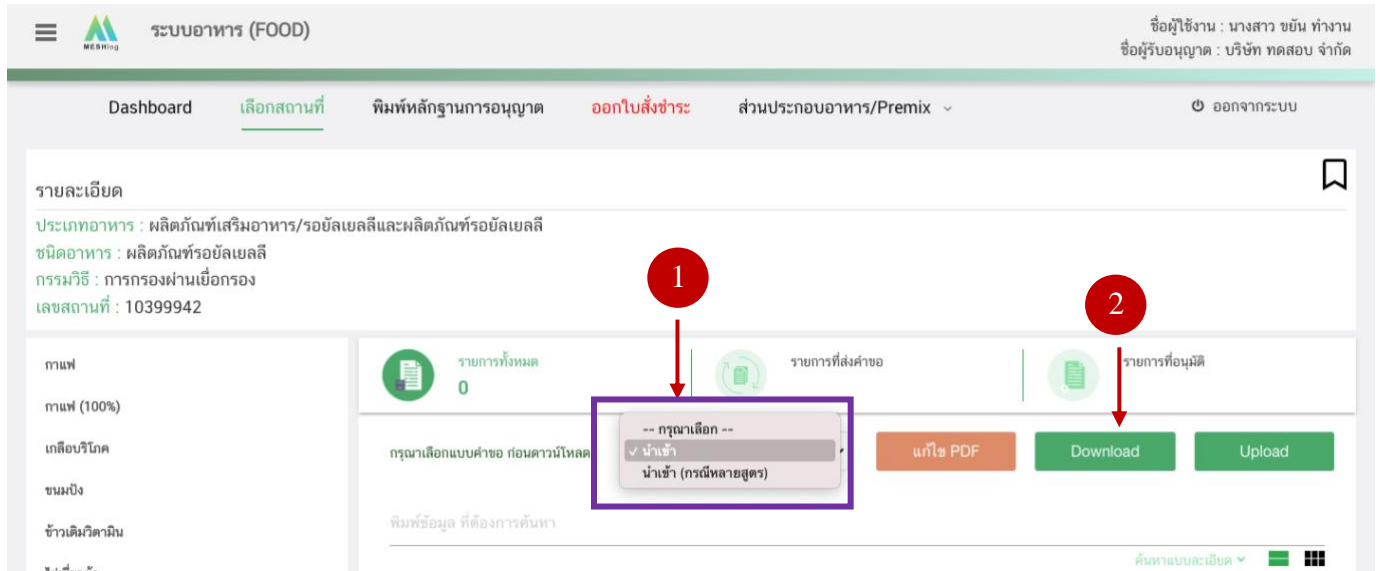 MESHlog
ระบบอาหาร (FOOD)
ชื่อผู้ใช้งาน : นางสาว ขยัน ทำงาน
ชื่อผู้รับอนุญาต : บริษัท ทดสอบ จำกัด
Dashboard เลือกสถานที่ พิมพ์หลักฐานการอนุญาต ออกใบสั่งชำระ ส่วนประกอบอาหาร/Premix ออกจากระบบ
รายละเอียด
ประเภทอาหาร : ผลิตภัณฑ์เสริมอาหาร/รอยัลเยลลีและผลิตภัณฑ์รอยัลเยลลี
ชนิดอาหาร : ผลิตภัณฑ์รอยัลเยลลี
กรรมวิธี : การกรองผ่านเยื่อกรอง
เลขสถานที่ : 10399942
1
2
กาแฟ
กาแฟ (100%)
เกลือบริโภค
ขนมปัง
ข้าวเติมวิตามิน
รายการทั้งหมด
0
รายการที่ส่งคำขอ
รายการที่อนุมัติ
กรุณาเลือกแบบคำขอ ก่อนดาวน์โหลด
-- กรุณาเลือก --
✓ นำเข้า
นำเข้า (กรณีหลายสูตร)
แก้ไข PDF Download Upload
พิมพ์ข้อมูล ที่ต้องการค้นหา
ค้นหาแบบละเอียด